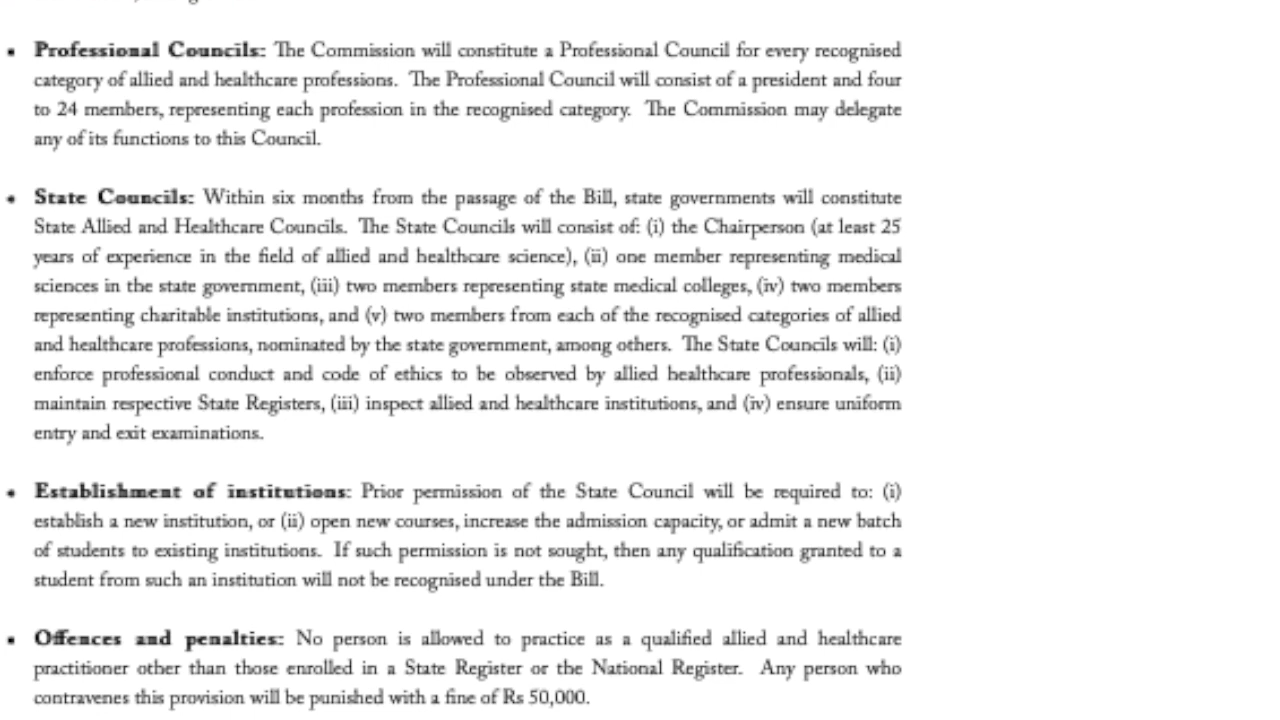 • Professional Councils: The Commission will constitute a Professional Council for every recognised
category of allied and healthcare professions. The Professional Council will consist of a president and four
to 24 members, representing each profession in the recognised category. The Commission may delegate
any of its functions to this Council.
• State Councils: Within six months from the passage of the Bill, state governments will constitute
State Allied and Healthcare Councils. The State Councils will consist of: (i) the Chairperson (at least 25
years of experience in the field of allied and healthcare science), (ii) one member representing medical
sciences in the state government, (iii) two members representing state medical colleges, (iv) two members
representing charitable institutions, and (v) two members from each of the recognised categories of allied
and healthcare professions, nominated by the state government, among others. The State Councils will: (i)
enforce professional conduct and code of ethics to be observed by allied healthcare professionals, (ii)
maintain respective State Registers, (iii) inspect allied and healthcare institutions, and (iv) ensure uniform
entry and exit examinations.
• Establishment of institutions: Prior permission of the State Council will be required to: (i)
establish a new institution, or (ii) open new courses, increase the admission capacity, or admit a new batch
of students to existing institutions. If such permission is not sought, then any qualification granted to a
student from such an institution will not be recognised under the Bill.
• Offences and penalties: No person is allowed to practice as a qualified allied and healthcare
practitioner other than those enrolled in a State Register or the National Register. Any person who
contravenes this provision will be punished with a fine of Rs 50,000.